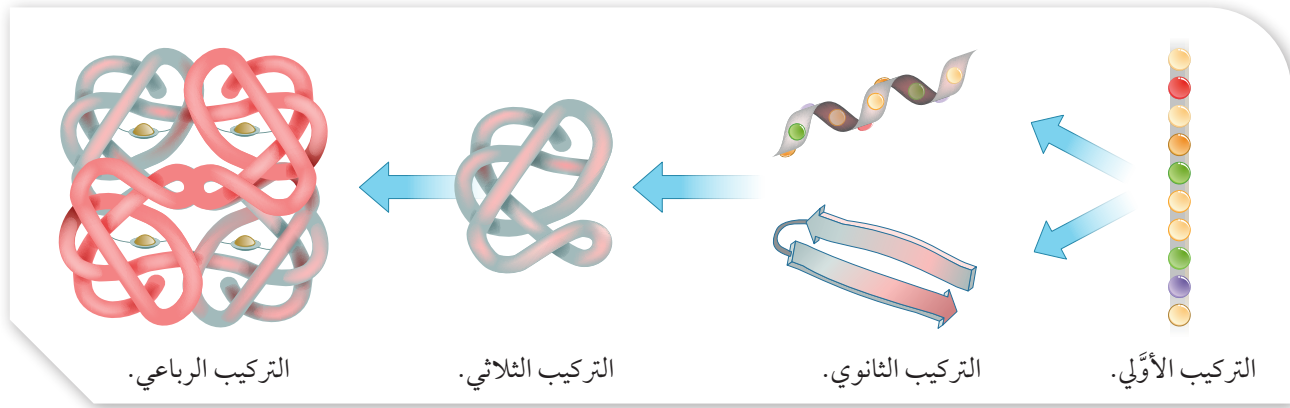 التركيب الأوَّلي.
التركيب الثانوي.
التركيب الثلاثي.
التركيب الرباعي.